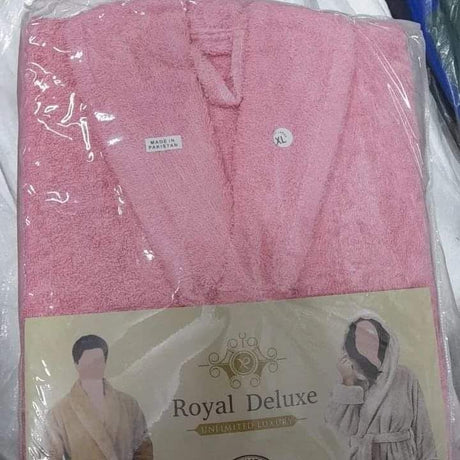 MADE IN
PAKISTAN
XL
Royal Deluxe
UNLIMITED LUXURY